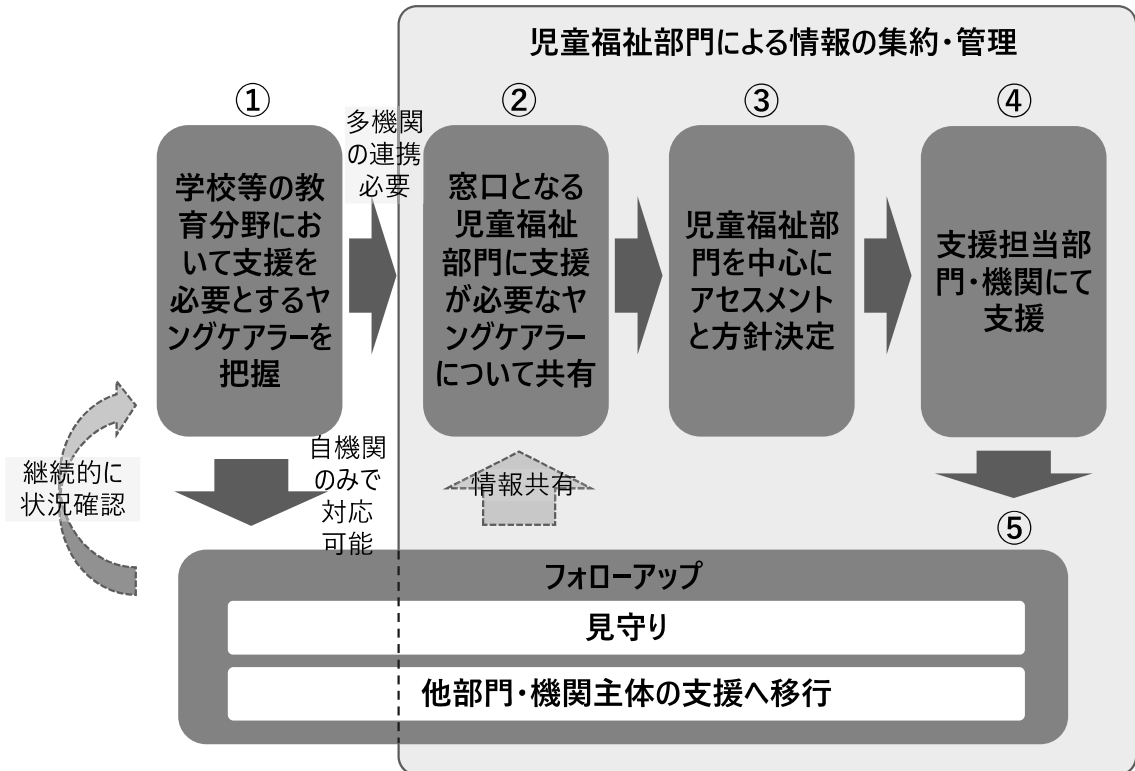 児童福祉部門による情報の集約・管理
①
学校等の教
育分野にお
いて支援を
必要とするヤ
ングケアラーを
把握
多機関
の連携
必要
②
窓口となる
児童福祉
部門に支援
が必要なヤ
ングケアラー
について共有
③
児童福祉部
門を中心に
アセスメント
と方針決定
④
支援担当部
門・機関にて
支援
継続的に
状況確認
自機関
のみで
対応
可能
情報共有
⑤
フォローアップ
見守り
他部門・機関主体の支援へ移行